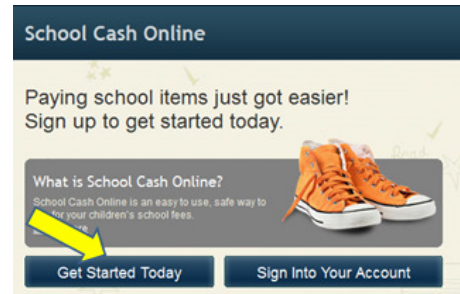 School Cash Online
Paying school items just got easier!
Sign up to get started today.
What is School Cash Online?
School Cash Online is an easy to use, safe way to
for your children's school fees.
Get Started Today
Sign Into Your Account